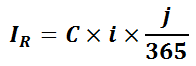 I_R = C × i × j/365